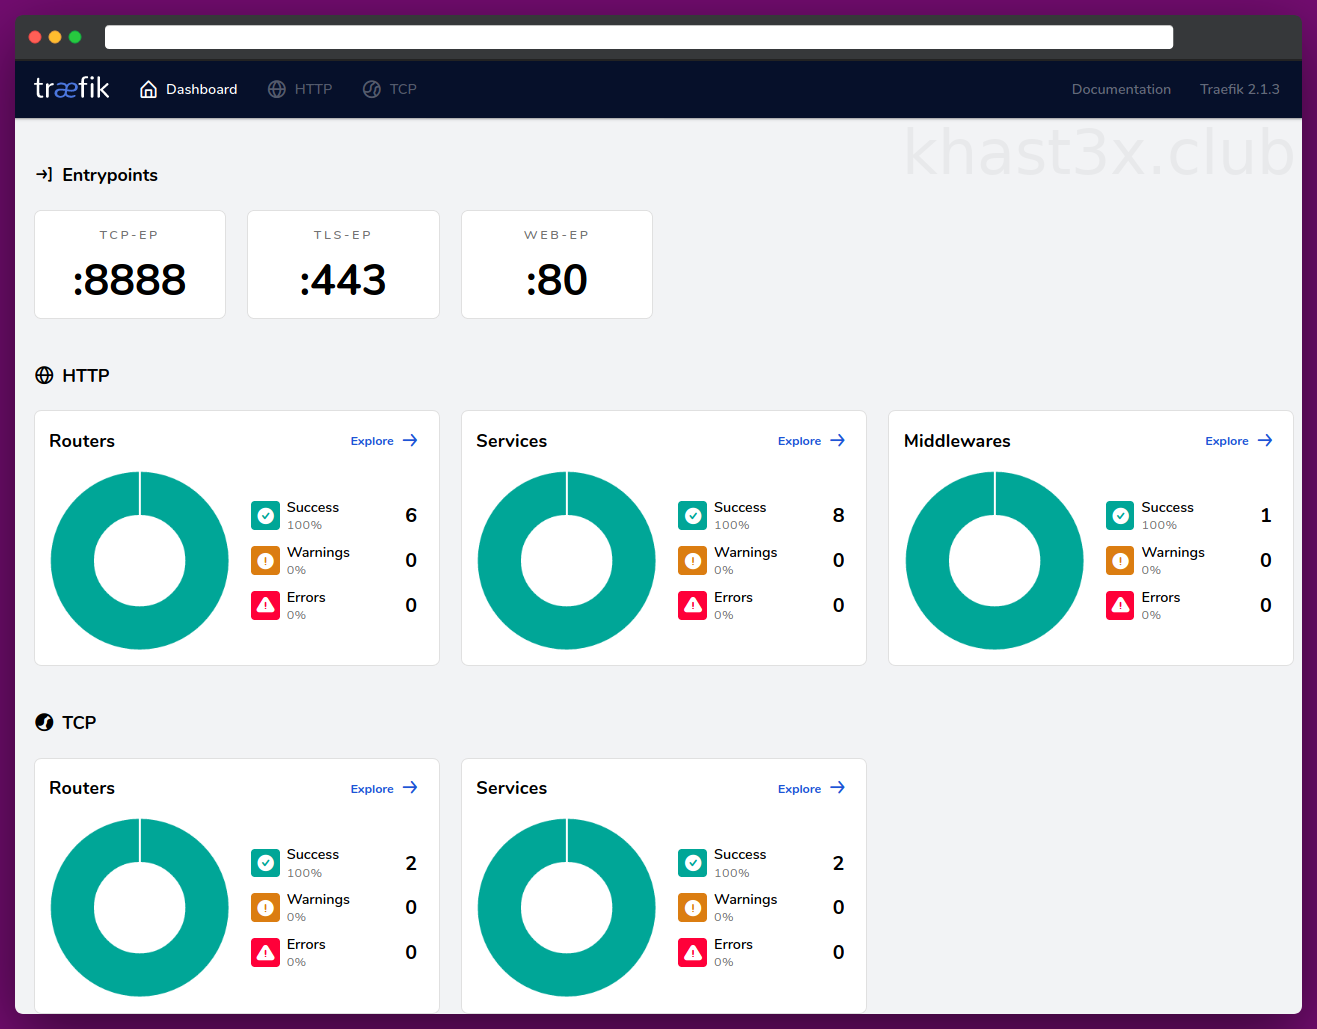 træfik Dashboard HTTP TCP Documentation Traefik 2.1.3
khast3x.club
Entrypoints
TCP-EP TLS-EP WEB-EP
:8888 :443 :80
HTTP
Routers Explore Services Explore Middlewares Explore
Success 6 Success 8 Success 1
100% 100% 100%
Warnings 0 Warnings 0 Warnings 0
0% 0% 0%
Errors 0 Errors 0 Errors 0
0% 0% 0%
TCP
Routers Explore Services Explore
Success 2 Success 2
100% 100%
Warnings 0 Warnings 0
0% 0%
Errors 0 Errors 0
0% 0%